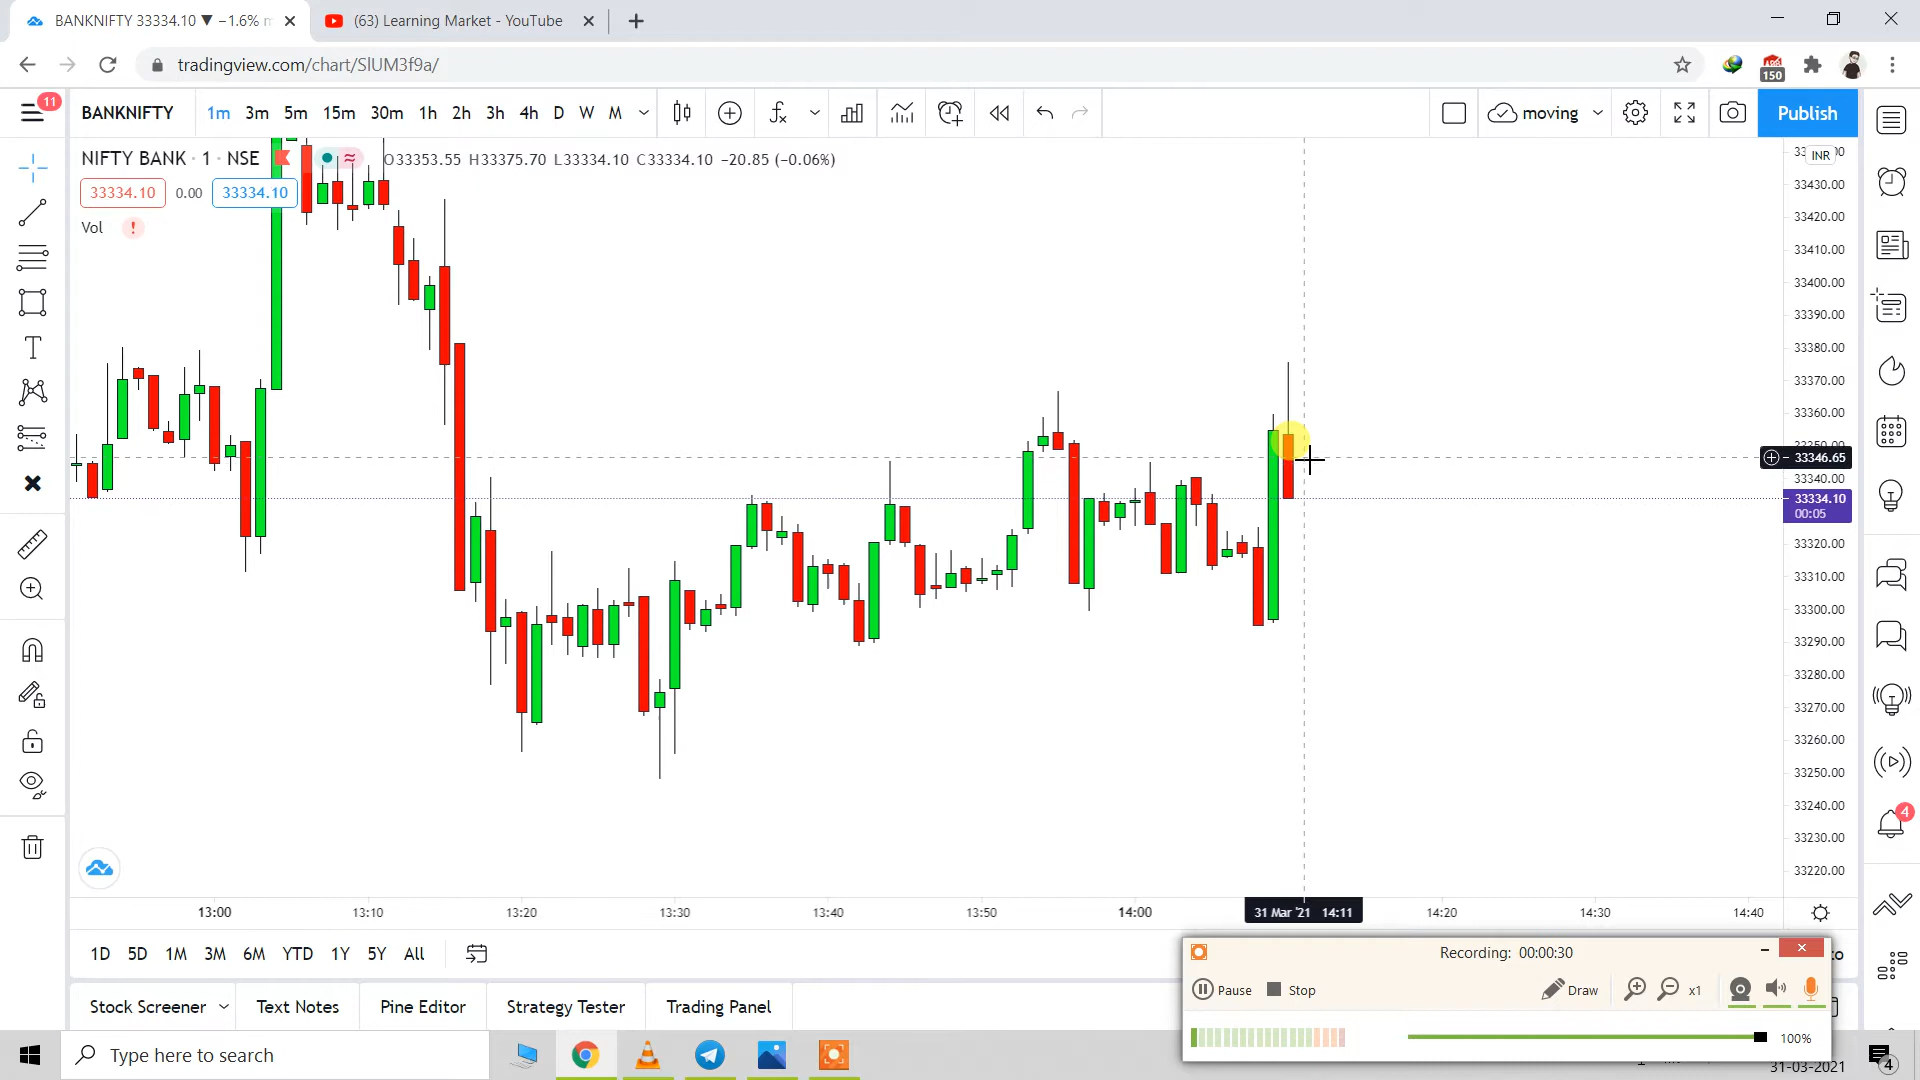 BANKNIFTY 33334.10 ▼ −1.6%
(63) Learning Market - YouTube
tradingview.com/chart/SlUM3f9a/
150
11
BANKNIFTY 1m 3m 5m 15m 30m 1h 2h 3h 4h D W M
moving
Publish
NIFTY BANK · 1 · NSE
O33353.55 H33375.70 L33334.10 C33334.10 −20.85 (−0.06%)
INR
33334.10 0.00 33334.10
Vol
33430.00
33420.00
33410.00
33400.00
33390.00
33380.00
33370.00
33360.00
33346.65
33340.00
33334.10
00:05
33320.00
33310.00
33300.00
33290.00
33280.00
33270.00
33260.00
33250.00
33240.00
33230.00
33220.00
4
13:00 13:10 13:20 13:30 13:40 13:50 14:00 31 Mar '21 14:11 14:20 14:30 14:40
1D 5D 1M 3M 6M YTD 1Y 5Y All
Recording: 00:00:30
Pause Stop Draw x1
100%
Stock Screener Text Notes Pine Editor Strategy Tester Trading Panel
Type here to search
31-03-2021
4